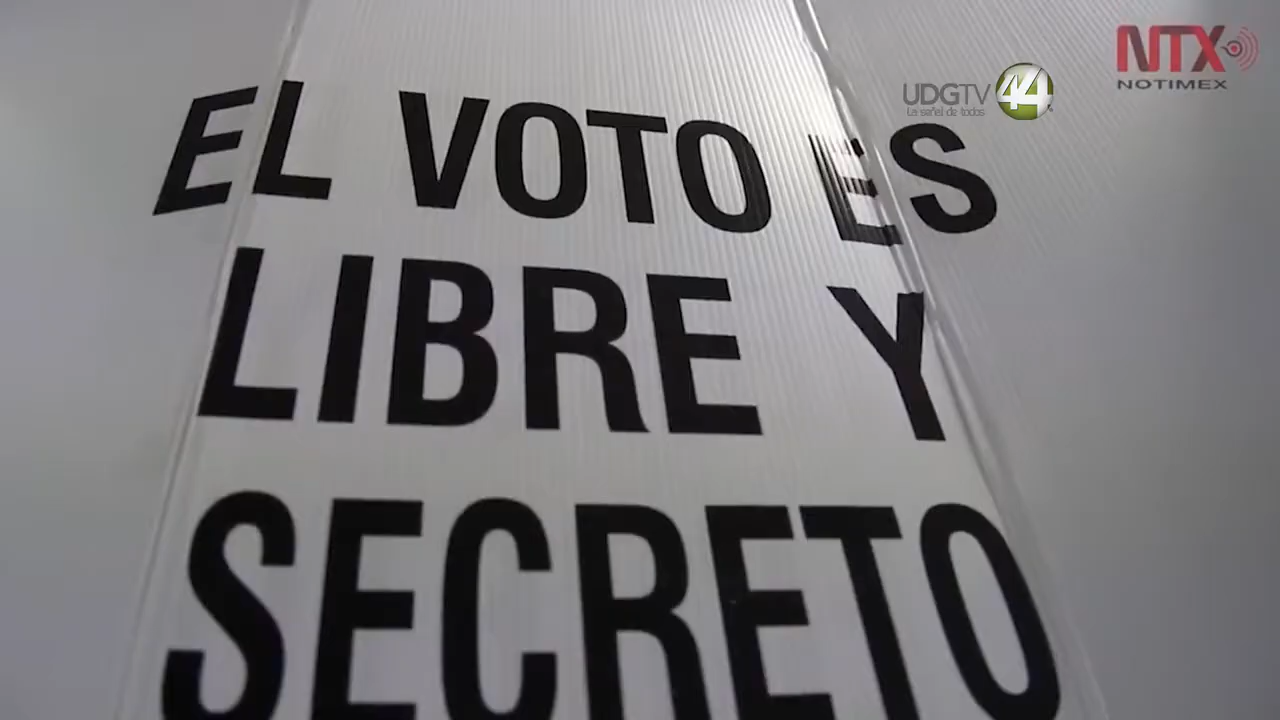 NTX
NOTIMEX
UDGTV 44
La señal de todos
EL VOTO ES
LIBRE Y
SECRETO